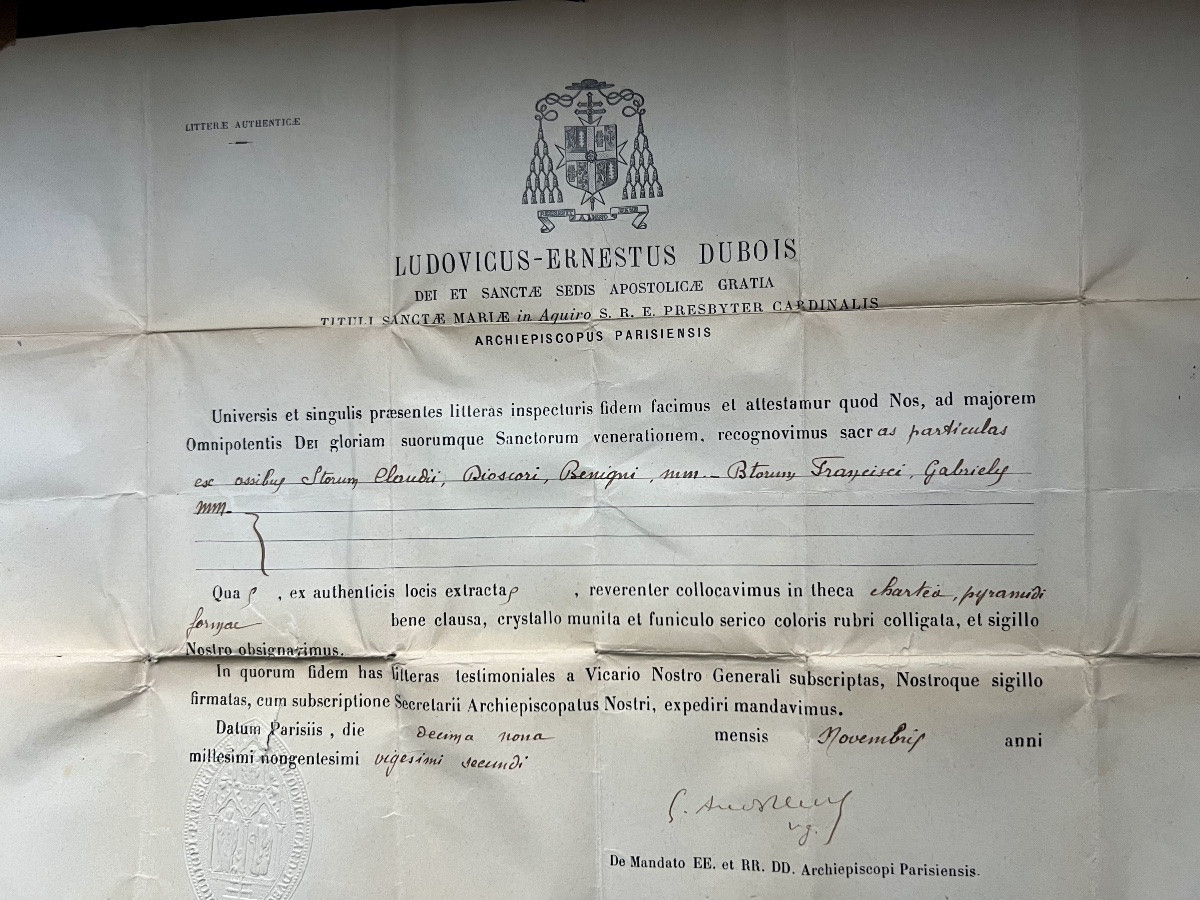 LITTERÆ AUTHENTICÆ
LUDOVICUS-ERNESTUS DUBOIS
DEI ET SANCTÆ SEDIS APOSTOLICÆ GRATIA
TITULI SANCTÆ MARIÆ in Aquiro S. R. E. PRESBYTER CARDINALIS
ARCHIEPISCOPUS PARISIENSIS
Universis et singulis præsentes litteras inspecturis fidem facimus et attestamur quod Nos, ad majorem
Omnipotentis DEI gloriam suorumque Sanctorum venerationem, recognovimus sacras particulas
ex ossibus Storum Claudii, Dioscori, Benigni, mm - Btorum Francisci, Gabrielis
mm -
Quas , ex authenticis locis extractas , reverenter collocavimus in theca chartea, pyramidi
formae bene clausa, crystallo munita et funiculo serico coloris rubri colligata, et sigillo
Nostro obsignavimus.
In quorum fidem has litteras testimoniales a Vicario Nostro Generali subscriptas, Nostroque sigillo
firmatas, cum subscriptione Secretarii Archiepiscopatus Nostri, expediri mandavimus.
Datum Parisiis, die decima nona mensis Novembris anni
millesimi nongentesimi vigesimi secundi
v.g.
De Mandato EE. et RR. DD. Archiepiscopi Parisiensis.